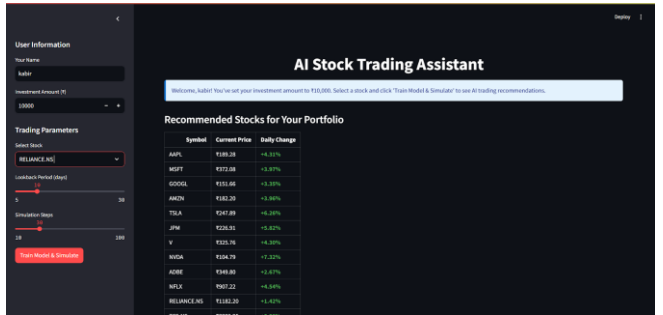 Deploy
User Information
Your Name
kabir
Investment Amount (₹)
10000
Trading Parameters
Select Stock
RELIANCE.NS
Lookback Period (days)
10
5 30
Simulation Steps
30
10 100
Train Model & Simulate
AI Stock Trading Assistant
Welcome, kabir! You've set your investment amount to ₹10,000. Select a stock and click 'Train Model & Simulate' to see AI trading recommendations.
Recommended Stocks for Your Portfolio
Symbol Current Price Daily Change
AAPL ₹189.28 +4.31%
MSFT ₹372.08 +3.97%
GOOGL ₹151.66 +3.35%
AMZN ₹182.20 +3.96%
TSLA ₹247.89 +6.26%
JPM ₹226.91 +5.82%
V ₹325.76 +4.30%
NVDA ₹104.79 +7.22%
ADBE ₹349.80 +2.67%
NFLX ₹907.22 +4.54%
RELIANCE.NS ₹1182.20 +1.42%